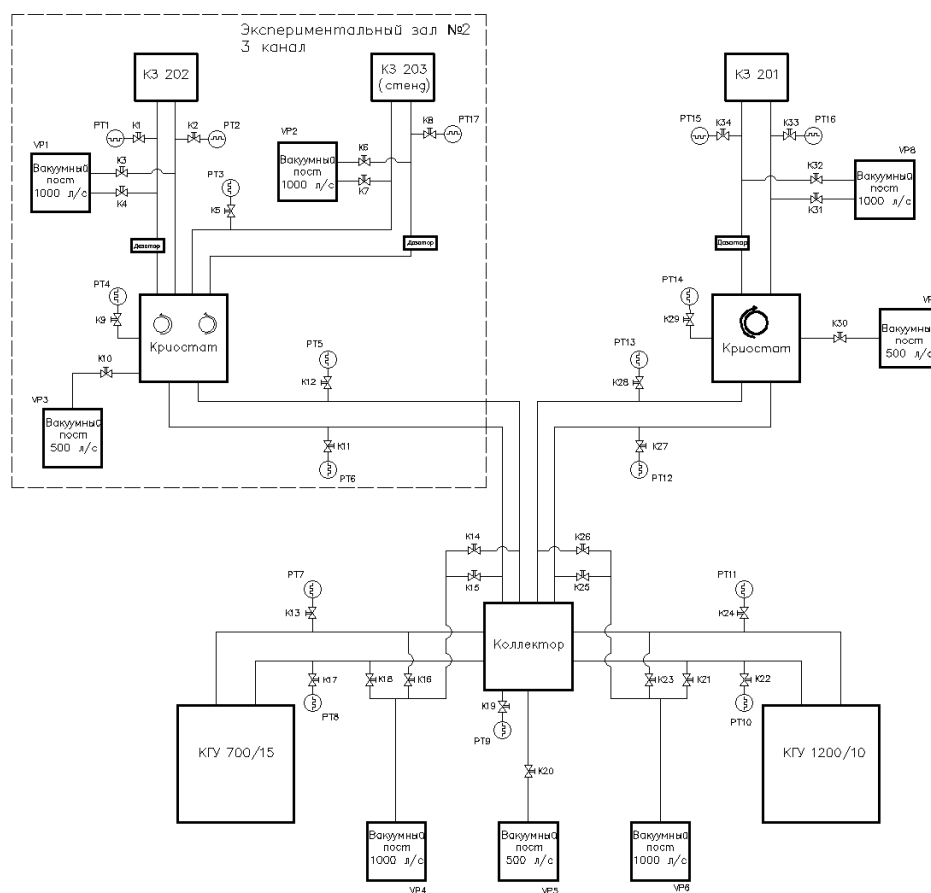 Экспериментальный зал №2
3 канал
КЗ 202
КЗ 203
(стенд)
КЗ 201
PT1
K1
K2
PT2
K8
PT17
PT15
K34
K33
PT16
VP1
Вакуумный
пост
1000 л/с
K3
K4
VP2
Вакуумный
пост
1000 л/с
K6
K7
PT3
K5
K32
K31
VP8
Вакуумный
пост
1000 л/с
Дозатор
Дозатор
Дозатор
PT4
K9
Криостат
K10
VP3
Вакуумный
пост
500 л/с
PT5
K12
K11
PT6
PT14
K29
Криостат
K30
Вакуумный
пост
500 л/с
PT13
K28
K27
PT12
K14
K15
K26
K25
PT7
K13
Коллектор
PT11
K24
K17
K18
K16
PT8
K19
PT9
K23
K21
K22
PT10
КГУ 700/15
КГУ 1200/10
K20
Вакуумный
пост
1000 л/с
VP4
Вакуумный
пост
500 л/с
VP5
Вакуумный
пост
1000 л/с
VP6